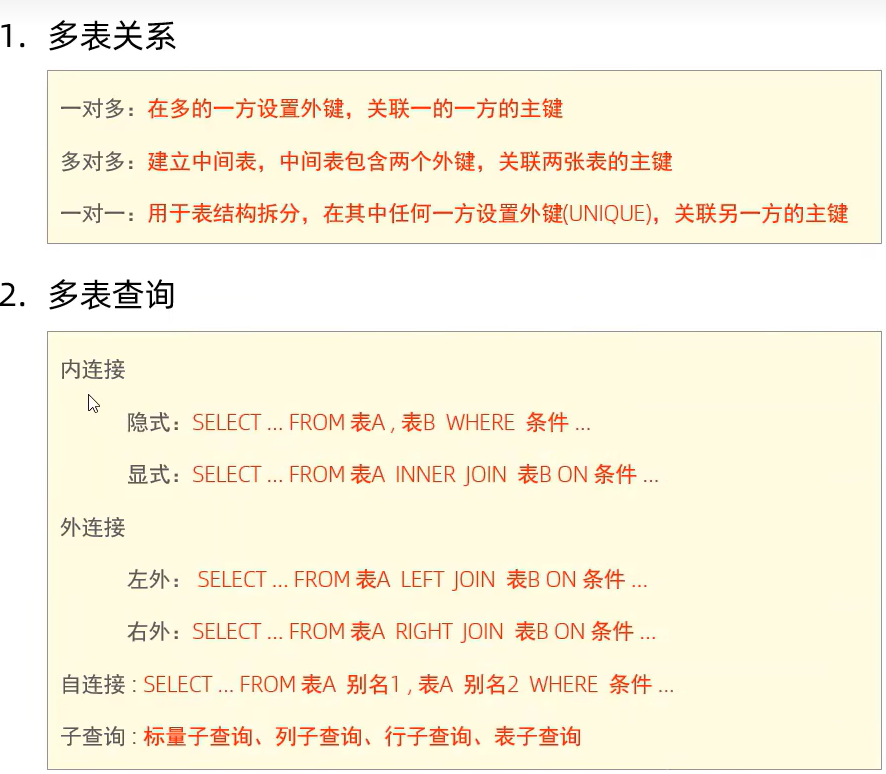 1. 多表关系
一对多：在多的一方设置外键，关联一的一方的主键
多对多：建立中间表，中间表包含两个外键，关联两张表的主键
一对一：用于表结构拆分，在其中任何一方设置外键(UNIQUE)，关联另一方的主键
2. 多表查询
内连接
隐式：SELECT ... FROM 表A , 表B WHERE 条件 ...
显式：SELECT ... FROM 表A INNER JOIN 表B ON 条件 ...
外连接
左外： SELECT ... FROM 表A LEFT JOIN 表B ON 条件 ...
右外：SELECT ... FROM 表A RIGHT JOIN 表B ON 条件 ...
自连接 : SELECT ... FROM 表A 别名1 , 表A 别名2 WHERE 条件 ...
子查询 : 标量子查询、列子查询、行子查询、表子查询